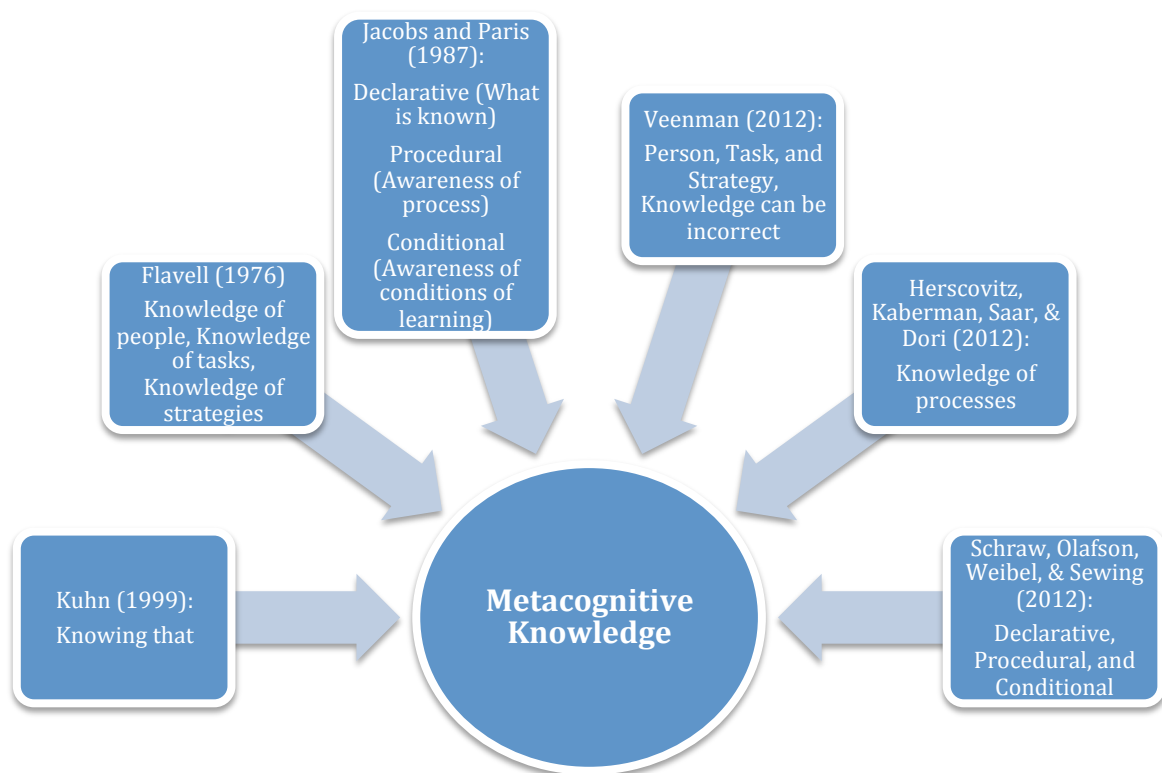 Jacobs and Paris
(1987):
Declarative (What
is known)
Procedural
(Awareness of
process)
Conditional
(Awareness of
conditions of
learning)
Veenman (2012):
Person, Task, and
Strategy,
Knowledge can be
incorrect
Flavell (1976)
Knowledge of
people, Knowledge
of tasks,
Knowledge of
strategies
Herscovitz,
Kaberman, Saar, &
Dori (2012):
Knowledge of
processes
Kuhn (1999):
Knowing that
Metacognitive
Knowledge
Schraw, Olafson,
Weibel, & Sewing
(2012):
Declarative,
Procedural, and
Conditional